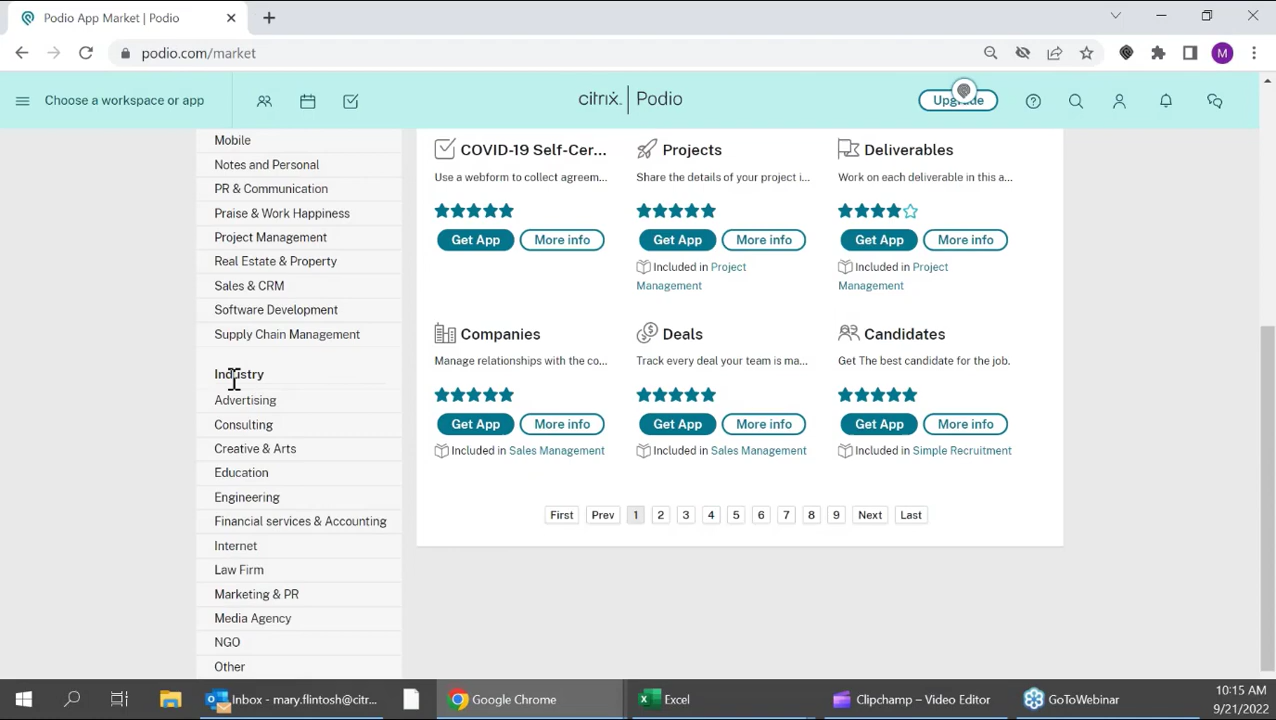 Podio App Market | Podio
podio.com/market
M
Choose a workspace or app
citrix. | Podio
Upgrade
Mobile
Notes and Personal
PR & Communication
Praise & Work Happiness
Project Management
Real Estate & Property
Sales & CRM
Software Development
Supply Chain Management
Industry
Advertising
Consulting
Creative & Arts
Education
Engineering
Financial services & Accounting
Internet
Law Firm
Marketing & PR
Media Agency
NGO
Other
COVID-19 Self-Cer...
Use a webform to collect agreem...
Get App More info
Projects
Share the details of your project i...
Get App More info
Included in Project
Management
Deliverables
Work on each deliverable in this a...
Get App More info
Included in Project
Management
Companies
Manage relationships with the co...
Get App More info
Included in Sales Management
Deals
Track every deal your team is ma...
Get App More info
Included in Sales Management
Candidates
Get The best candidate for the job.
Get App More info
Included in Simple Recruitment
First Prev 1 2 3 4 5 6 7 8 9 Next Last
Inbox - mary.flintosh@citr...
Google Chrome
Excel
Clipchamp – Video Editor
GoToWebinar
10:15 AM
9/21/2022